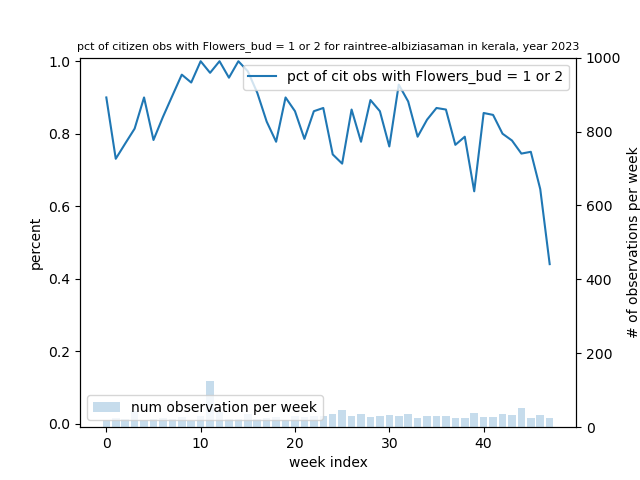 pct of citizen obs with Flowers_bud = 1 or 2 for raintree-albiziasaman in kerala, year 2023
pct of cit obs with Flowers_bud = 1 or 2
1.0
0.8
0.6
0.4
0.2
0.0
percent
1000
800
600
400
200
0
# of observations per week
num observation per week
0
10
20
30
40
week index